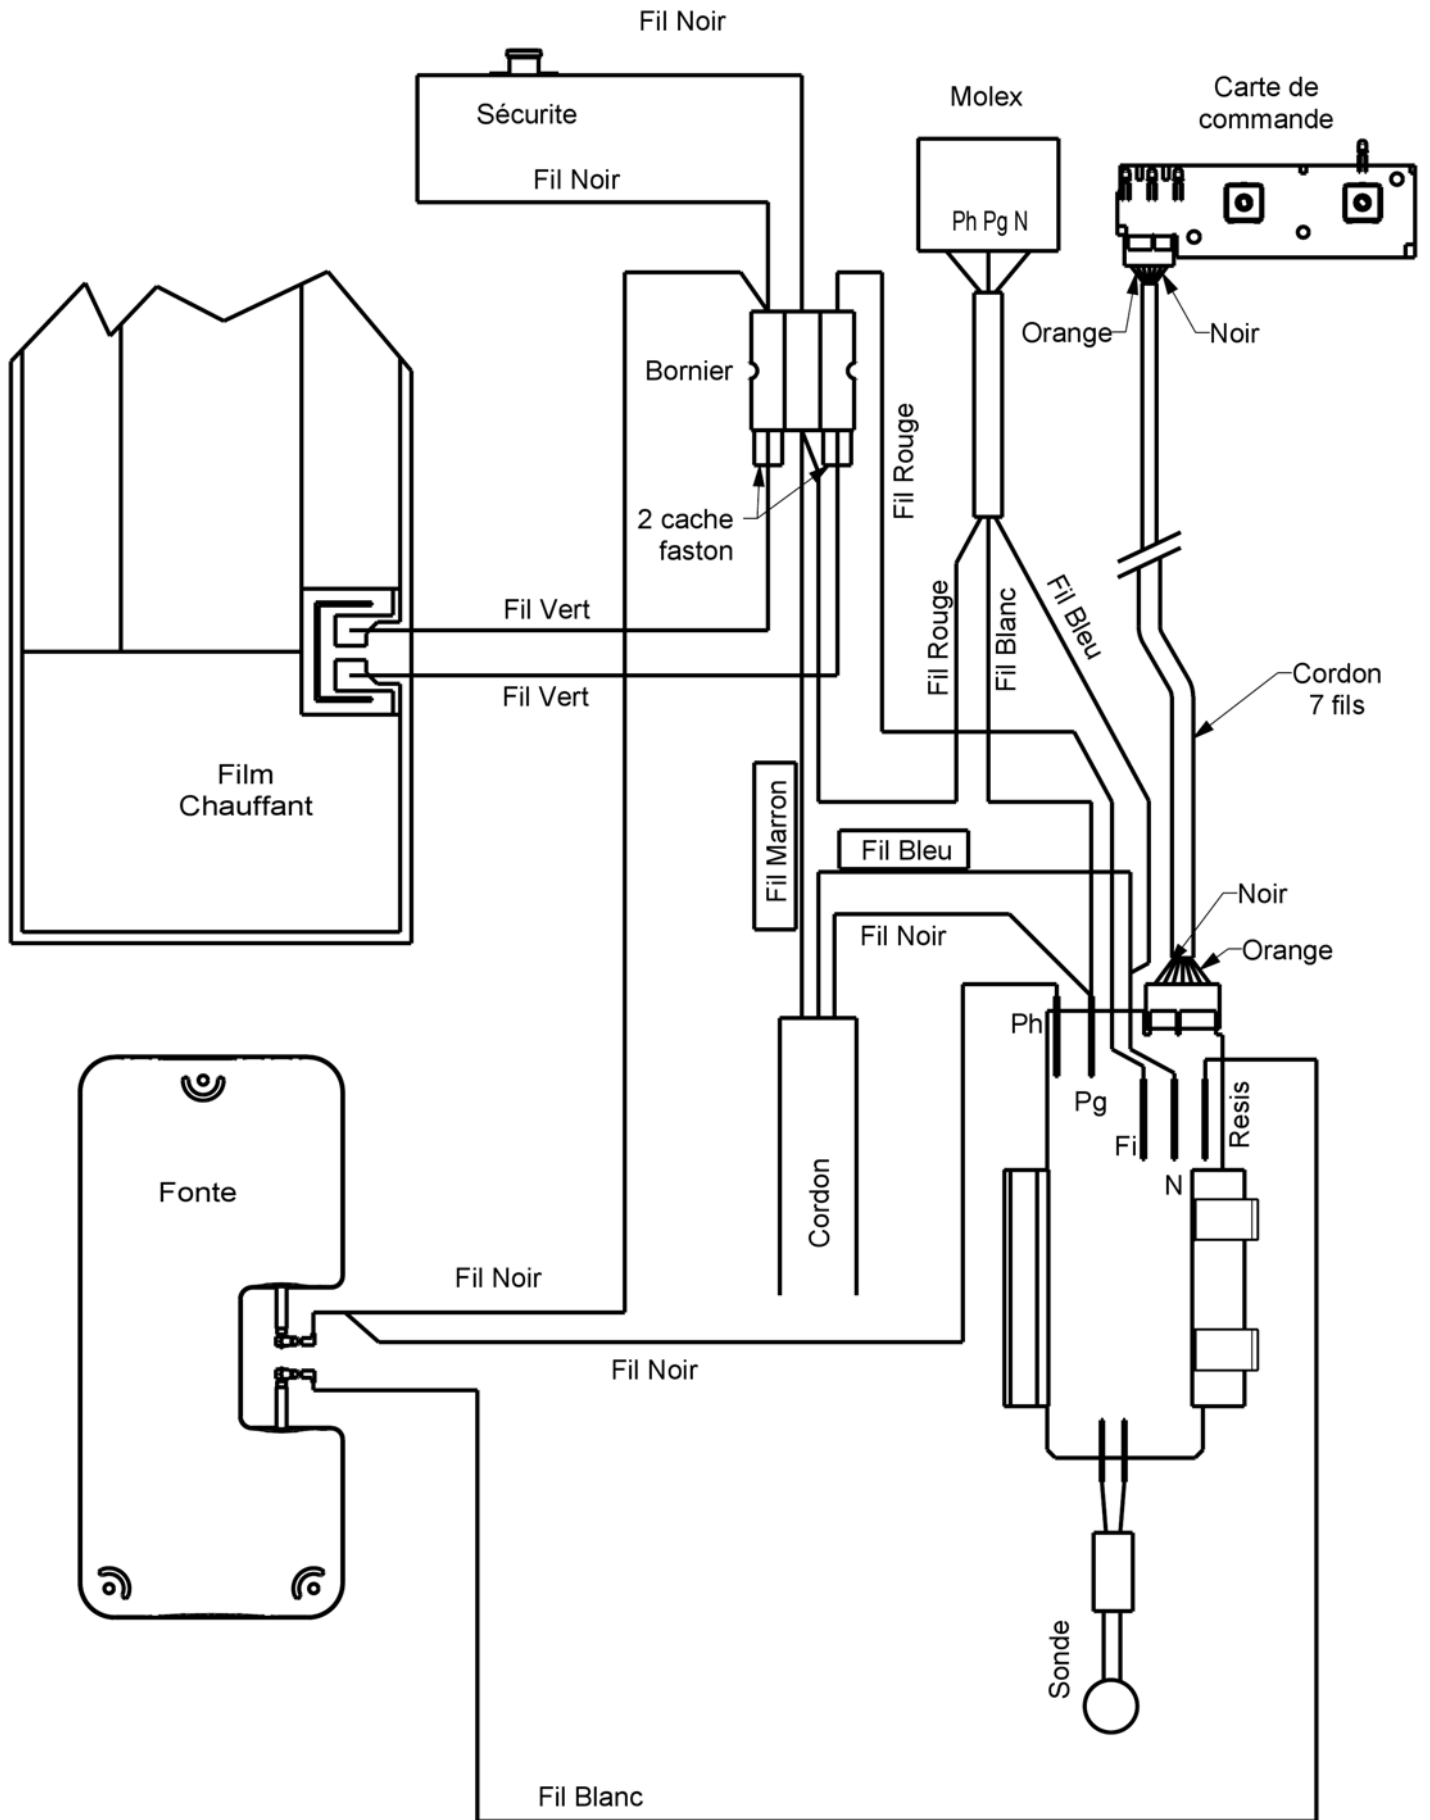 Fil Noir
Sécurite
Fil Noir
Molex
Ph Pg N
Carte de
commande
Orange
Noir
Bornier
Fil Rouge
2 cache
faston
Fil Vert
Fil Vert
Fil Rouge
Fil Blanc
Fil Bleu
Cordon
7 fils
Film
Chauffant
Fil Marron
Fil Bleu
Fil Noir
Noir
Orange
Ph
Pg
Fi
N
Resis
Cordon
Fonte
Fil Noir
Fil Noir
Sonde
Fil Blanc